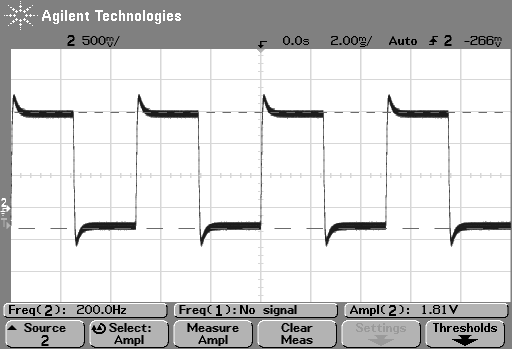 Agilent Technologies
2 500mV/ 0.0s 2.00ms/ Auto 2 -266mV
2
Freq(2): 200.0Hz Freq(1): No signal Ampl(2): 1.81V
Source Select: Measure Clear Settings Thresholds
2 Ampl Ampl Meas